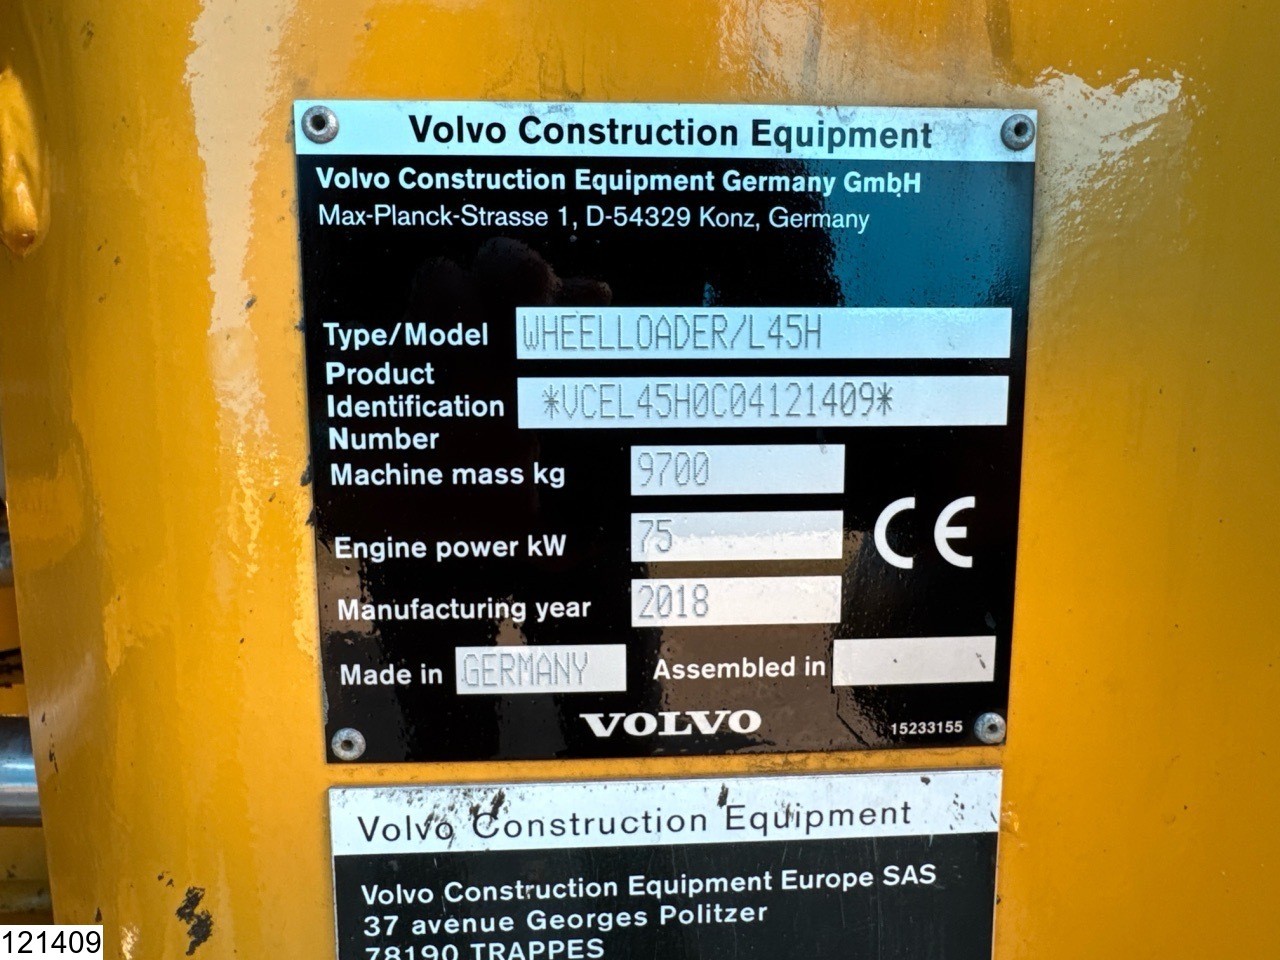 Volvo Construction Equipment
Volvo Construction Equipment Germany GmbH
Max-Planck-Strasse 1, D-54329 Konz, Germany
Type/Model WHEELLOADER/L45H
Product
Identification *VCEL45H0C04121409*
Number
Machine mass kg 9700
Engine power kW 75
CE
Manufacturing year 2018
Made in GERMANY Assembled in
VOLVO 15233155
Volvo Construction Equipment
Volvo Construction Equipment Europe SAS
37 avenue Georges Politzer
78190 TRAPPES
121409